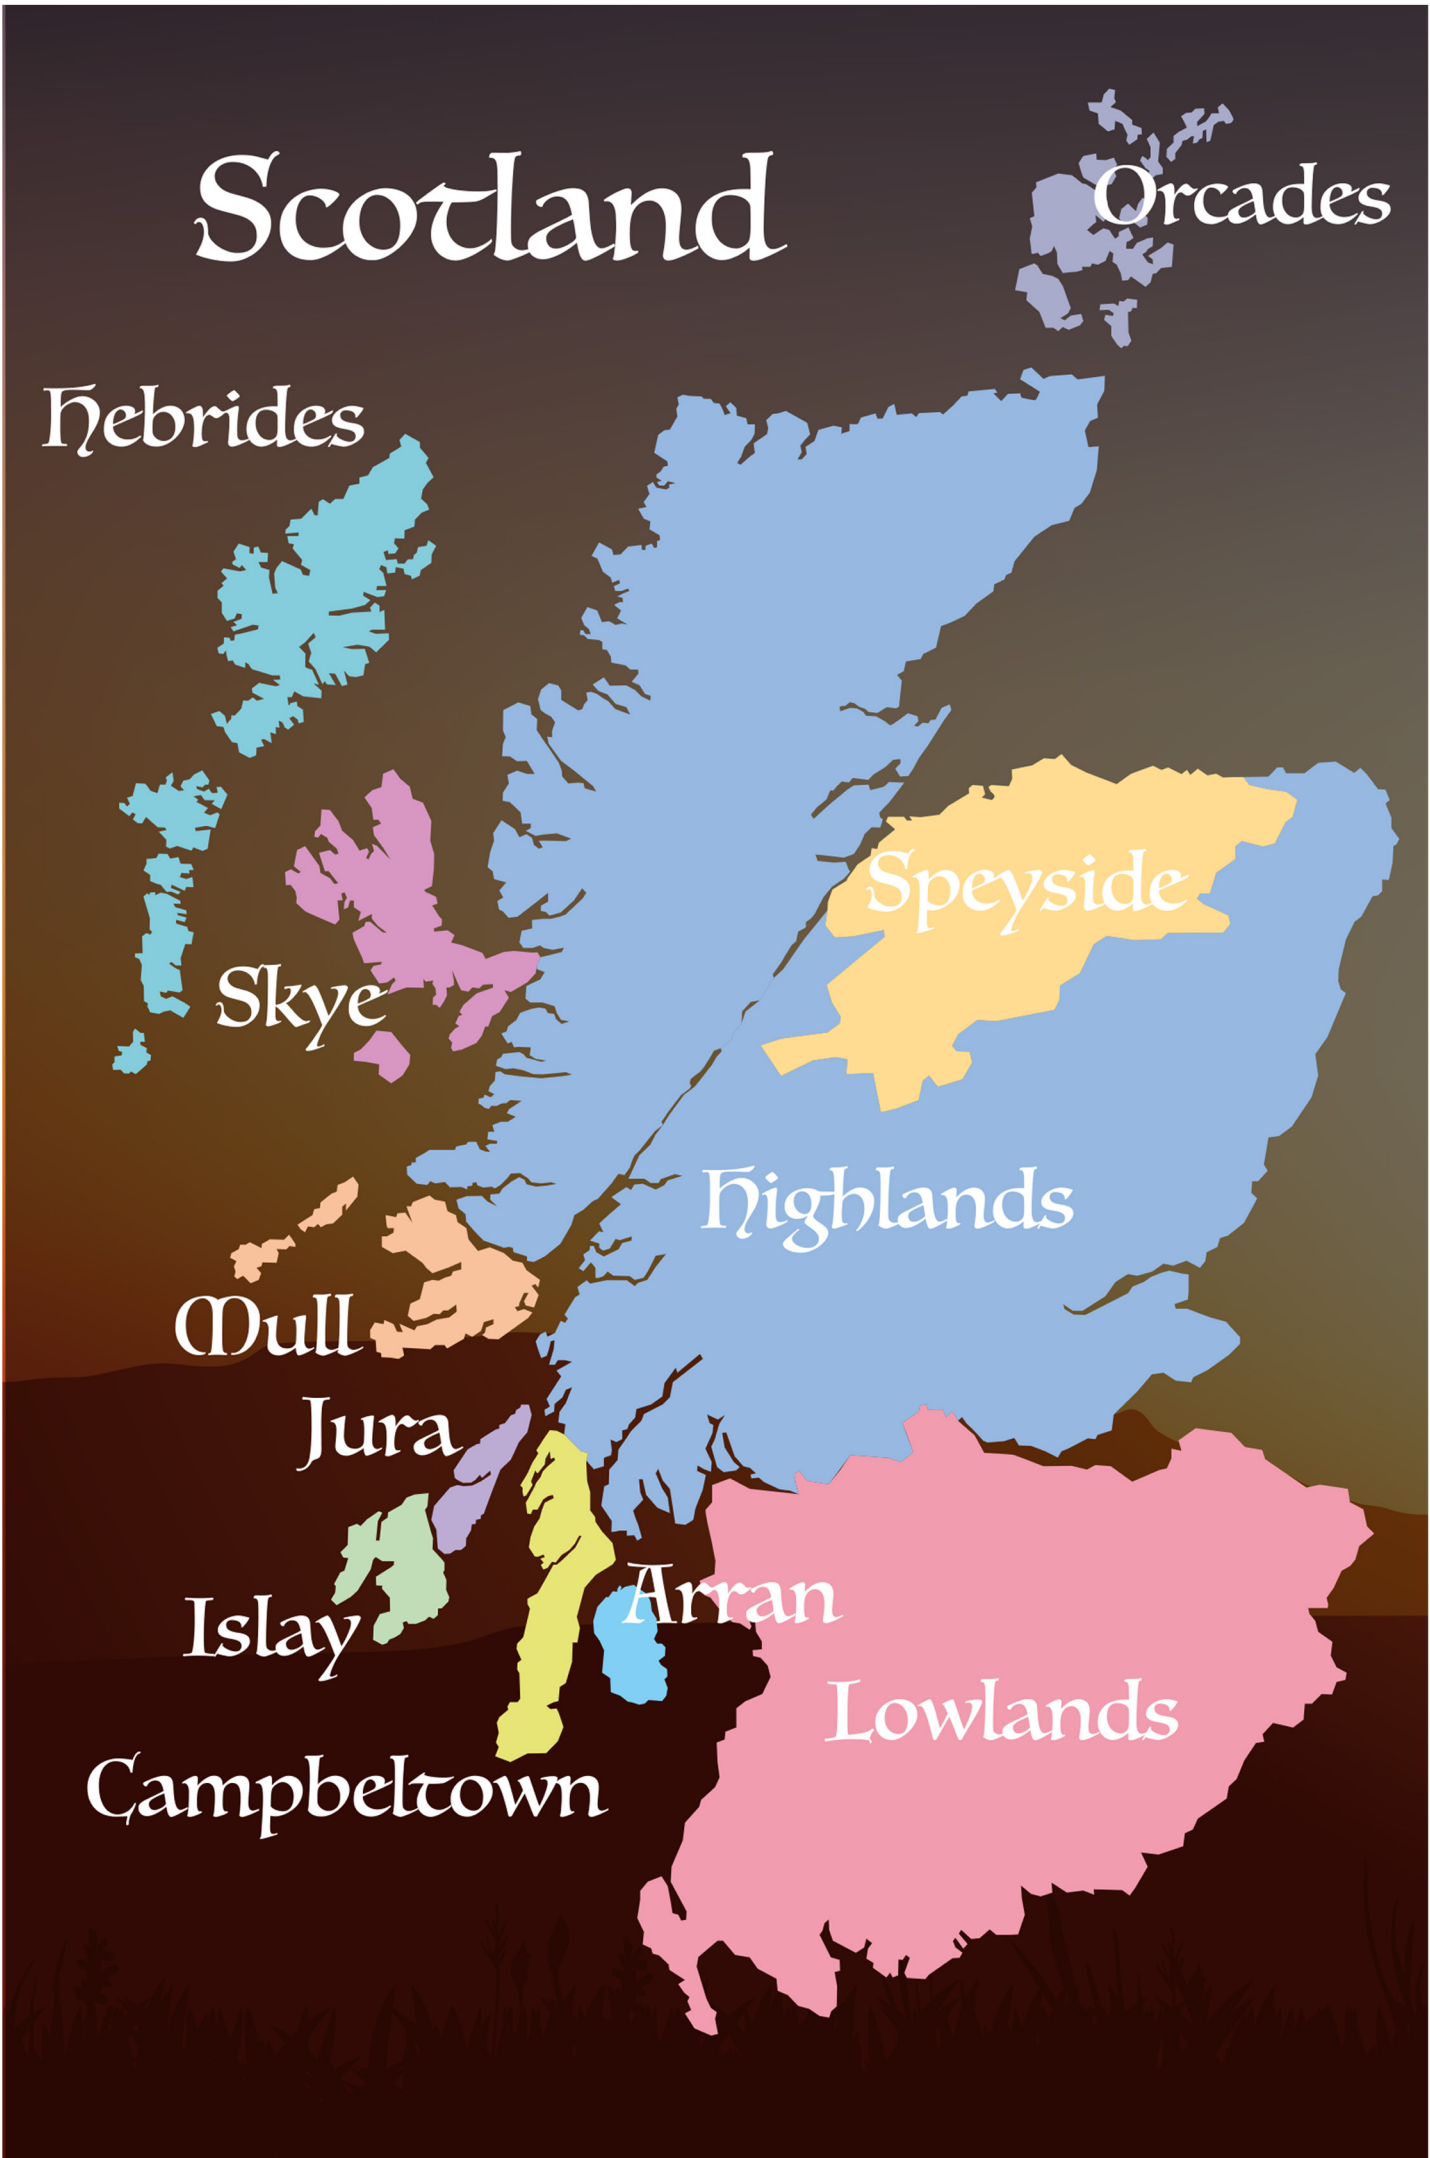 Scotland
Orcades
Hebrides
Speyside
Skye
Highlands
Mull
Jura
Arran
Islay
Lowlands
Campbeltown